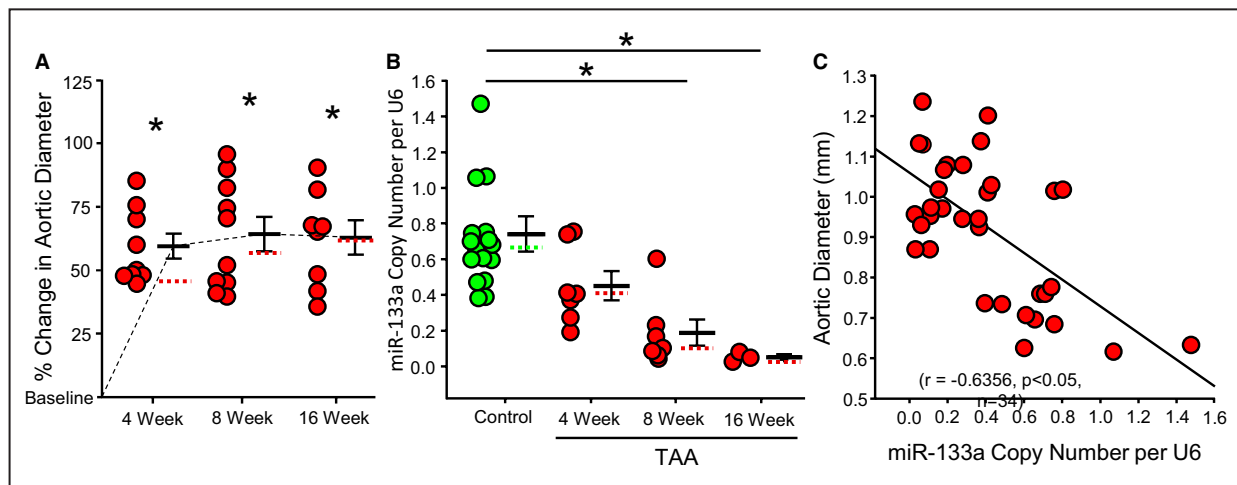 A
% Change in Aortic Diameter
125
*
*
*
100
75
50
25
Baseline
4 Week
8 Week
16 Week
B
*
*
miR-133a Copy Number per U6
1.6
1.4
1.2
1.0
0.8
0.6
0.4
0.2
0.0
Control
4 Week
8 Week
16 Week
TAA
C
Aortic Diameter (mm)
1.3
1.2
1.1
1.0
0.9
0.8
0.7
0.6
0.5
(r = -0.6356, p<0.05,
n=34)
0.0
0.2
0.4
0.6
0.8
1.0
1.2
1.4
1.6
miR-133a Copy Number per U6